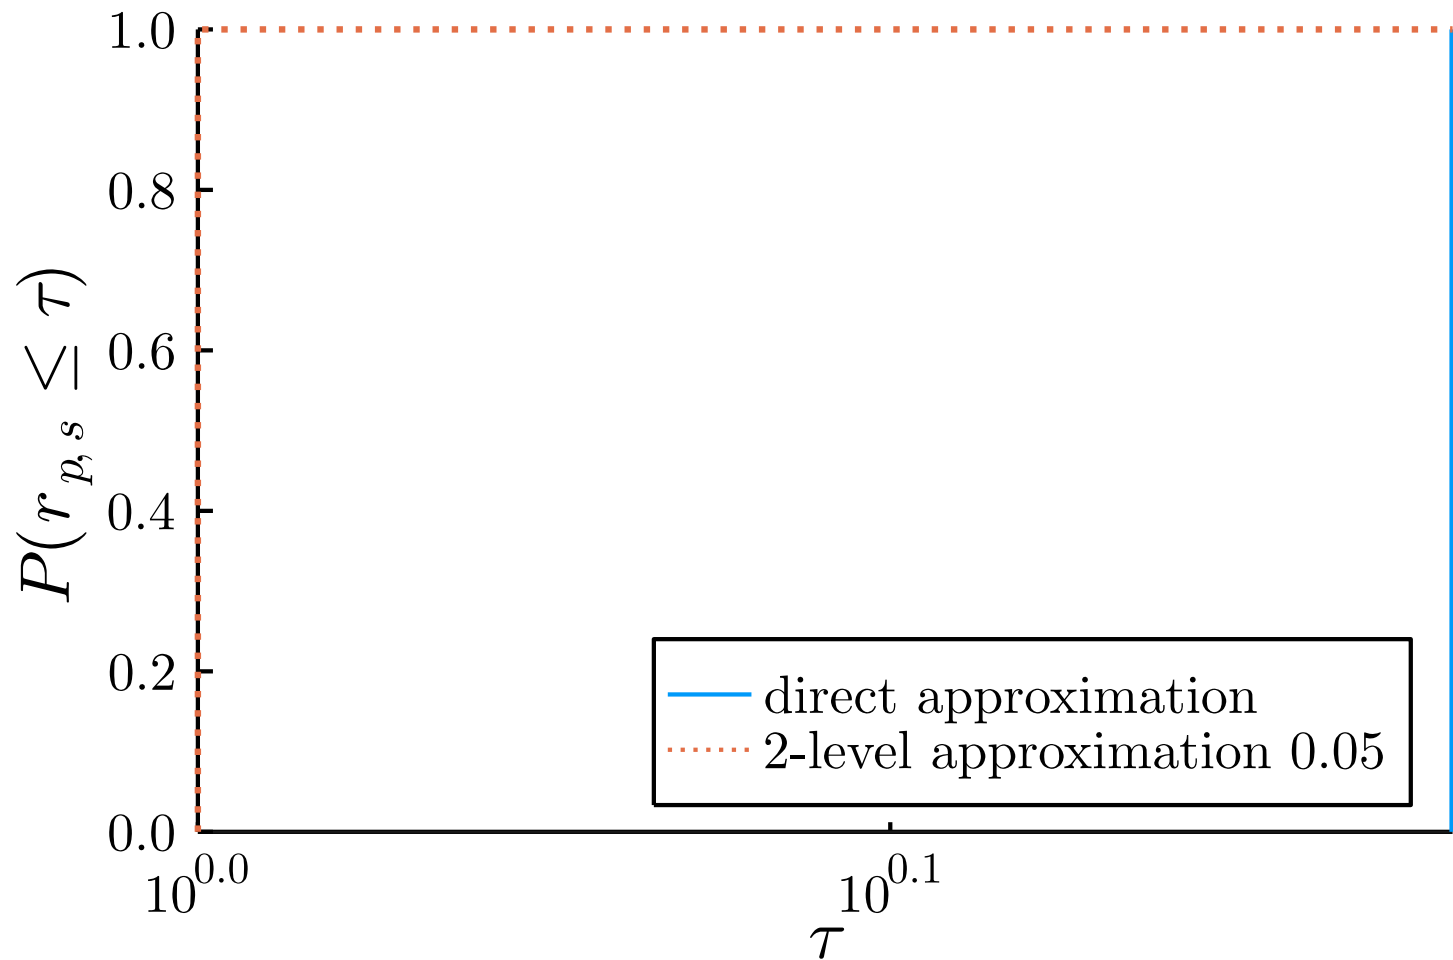 1.0
0.8
0.6
0.4
0.2
0.0
P(r_{p,s} ≤ τ)
direct approximation
2-level approximation 0.05
10^{0.0}
10^{0.1}
τ